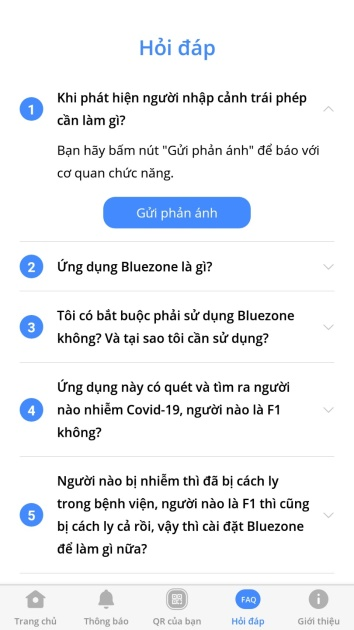 Hỏi đáp
1
Khi phát hiện người nhập cảnh trái phép
cần làm gì?
Bạn hãy bấm nút "Gửi phản ánh" để báo với
cơ quan chức năng.
Gửi phản ánh
2
Ứng dụng Bluezone là gì?
3
Tôi có bắt buộc phải sử dụng Bluezone
không? Và tại sao tôi cần sử dụng?
4
Ứng dụng này có quét và tìm ra người
nào nhiễm Covid-19, người nào là F1
không?
5
Người nào bị nhiễm thì đã bị cách ly
trong bệnh viện, người nào là F1 thì cũng
bị cách ly cả rồi, vậy thì cài đặt Bluezone
để làm gì nữa?
FAQ
Trang chủ Thông báo QR của bạn Hỏi đáp Giới thiệu